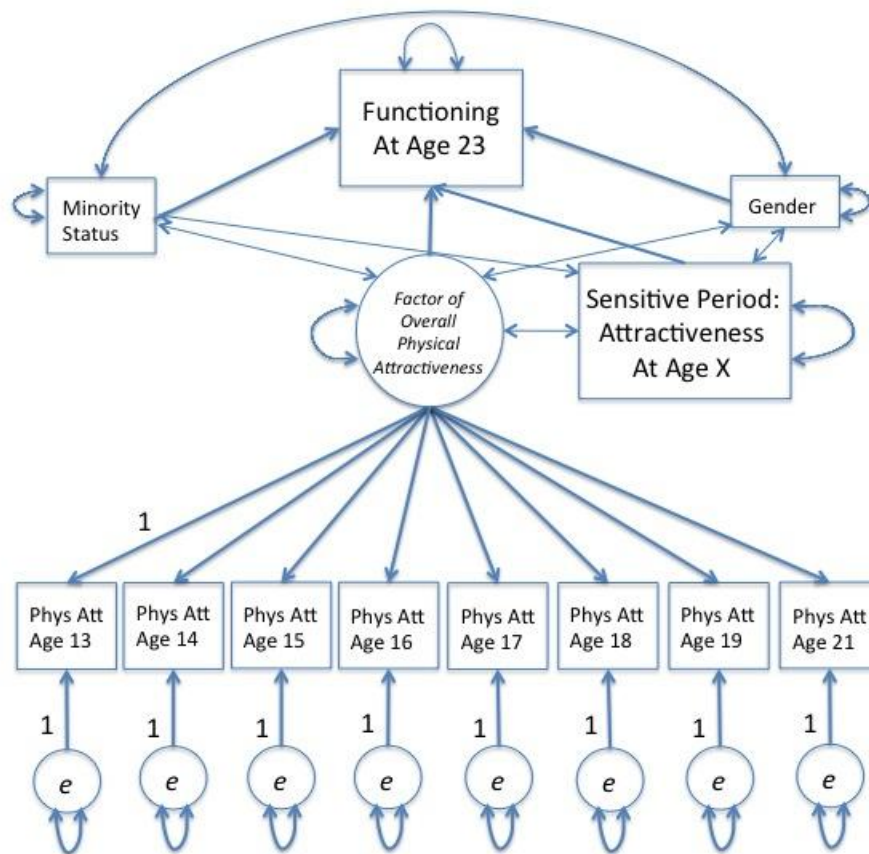 Functioning
At Age 23
Minority
Status
Gender
Factor of
Overall
Physical
Attractiveness
Sensitive Period:
Attractiveness
At Age X
1
Phys Att
Age 13
Phys Att
Age 14
Phys Att
Age 15
Phys Att
Age 16
Phys Att
Age 17
Phys Att
Age 18
Phys Att
Age 19
Phys Att
Age 21
1
1
1
1
1
1
1
1
e
e
e
e
e
e
e
e